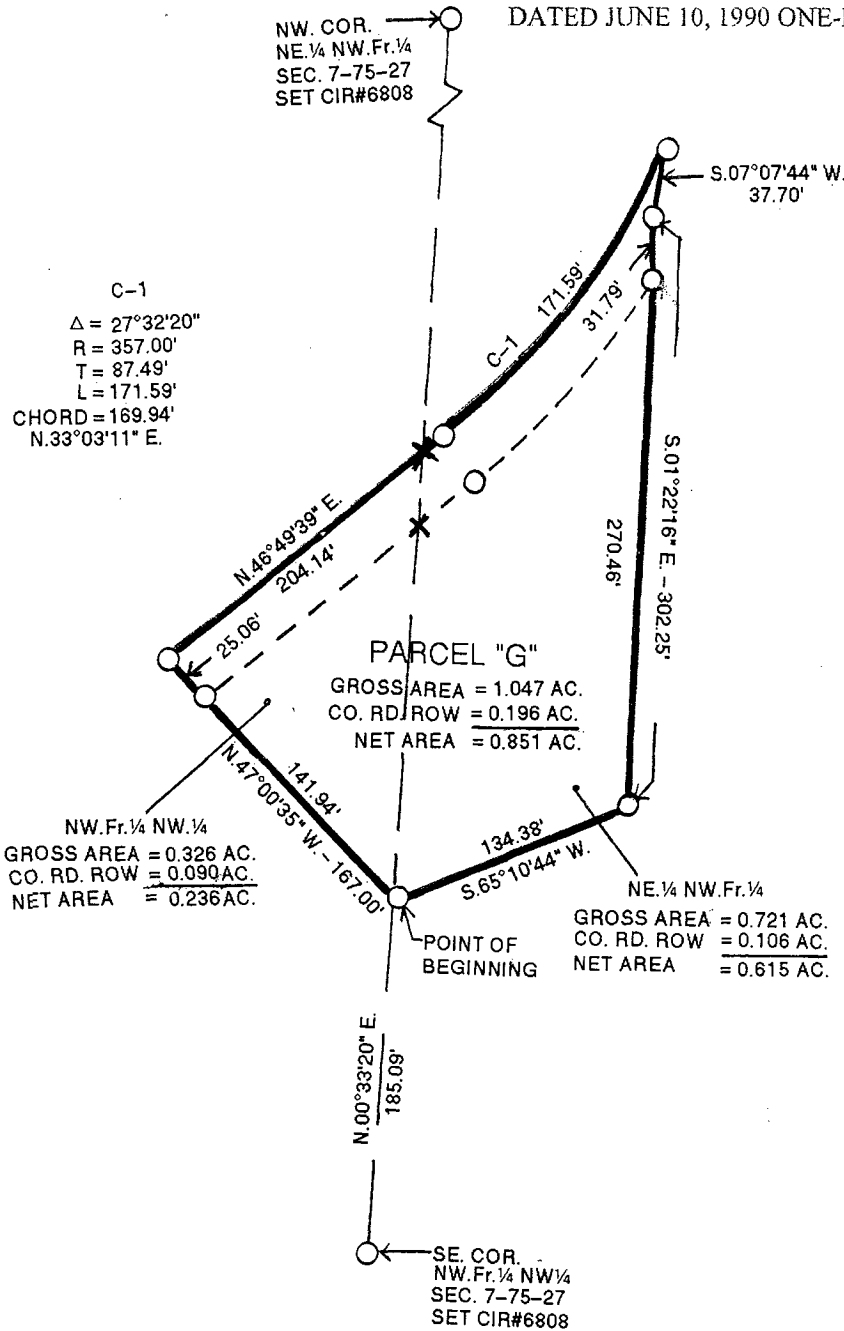 DATED JUNE 10, 1990 ONE-
NW. COR.
NE.¼ NW.Fr.¼
SEC. 7-75-27
SET CIR#6808
S.07°07'44" W.
37.70'
C-1
Δ = 27°32'20"
R = 357.00'
T = 87.49'
L = 171.59'
CHORD = 169.94'
N.33°03'11" E.
C-1 171.59'
31.79'
S.01°22'16" E. - 302.25'
270.46'
N.46°49'39" E.
204.14'
25.06'
PARCEL "G"
GROSS AREA = 1.047 AC.
CO. RD. ROW = 0.196 AC.
NET AREA = 0.851 AC.
141.94'
N.47°00'35" W. - 167.00'
NW.Fr.¼ NW.¼
GROSS AREA = 0.326 AC.
CO. RD. ROW = 0.090 AC.
NET AREA = 0.236 AC.
134.38'
S.65°10'44" W.
NE.¼ NW.Fr.¼
GROSS AREA = 0.721 AC.
CO. RD. ROW = 0.106 AC.
NET AREA = 0.615 AC.
POINT OF
BEGINNING
N.00°33'20" E.
185.09'
SE. COR.
NW.Fr.¼ NW¼
SEC. 7-75-27
SET CIR#6808